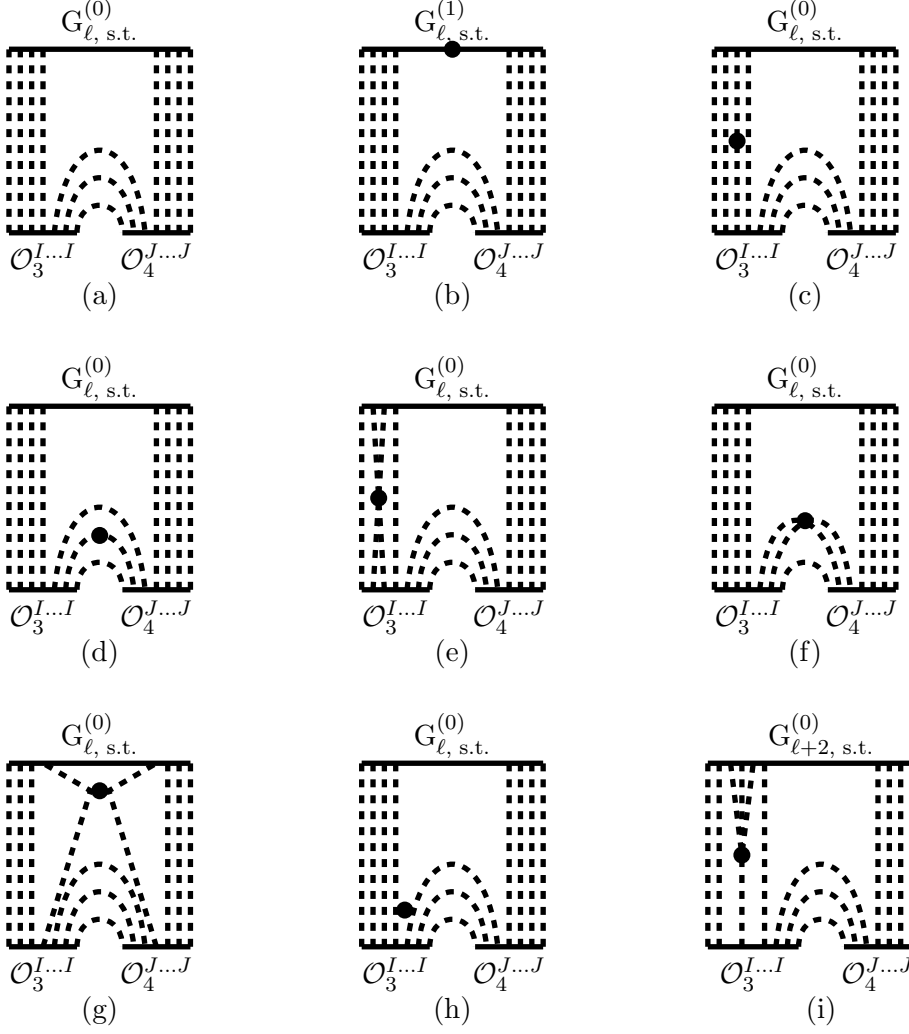 G^{(0)}_{ℓ, s.t.} G^{(1)}_{ℓ, s.t.} G^{(0)}_{ℓ, s.t.}
𝒪_3^{I...I} 𝒪_4^{J...J} 𝒪_3^{I...I} 𝒪_4^{J...J} 𝒪_3^{I...I} 𝒪_4^{J...J}
(a) (b) (c)
G^{(0)}_{ℓ, s.t.} G^{(0)}_{ℓ, s.t.} G^{(0)}_{ℓ, s.t.}
𝒪_3^{I...I} 𝒪_4^{J...J} 𝒪_3^{I...I} 𝒪_4^{J...J} 𝒪_3^{I...I} 𝒪_4^{J...J}
(d) (e) (f)
G^{(0)}_{ℓ, s.t.} G^{(0)}_{ℓ, s.t.} G^{(0)}_{ℓ+2, s.t.}
𝒪_3^{I...I} 𝒪_4^{J...J} 𝒪_3^{I...I} 𝒪_4^{J...J} 𝒪_3^{I...I} 𝒪_4^{J...J}
(g) (h) (i)